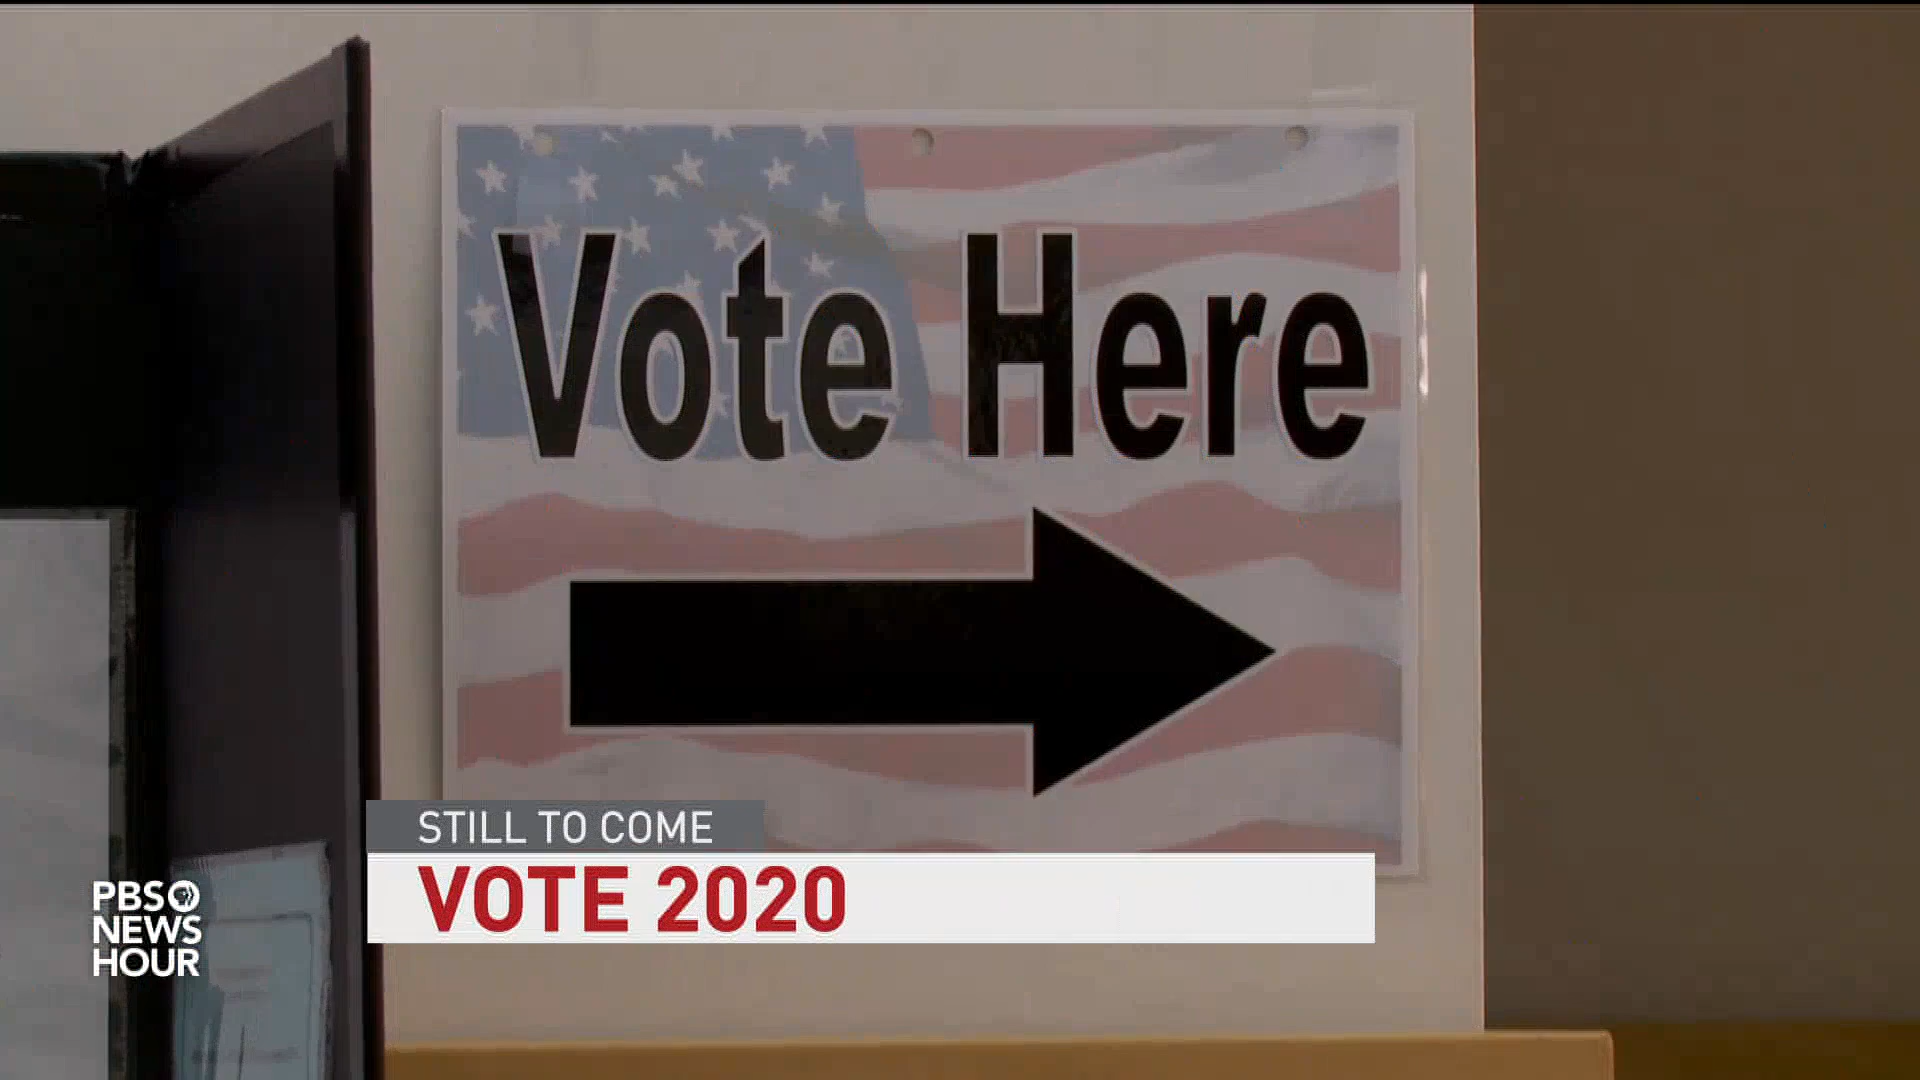 Vote Here
STILL TO COME
VOTE 2020
PBS
NEWS
HOUR